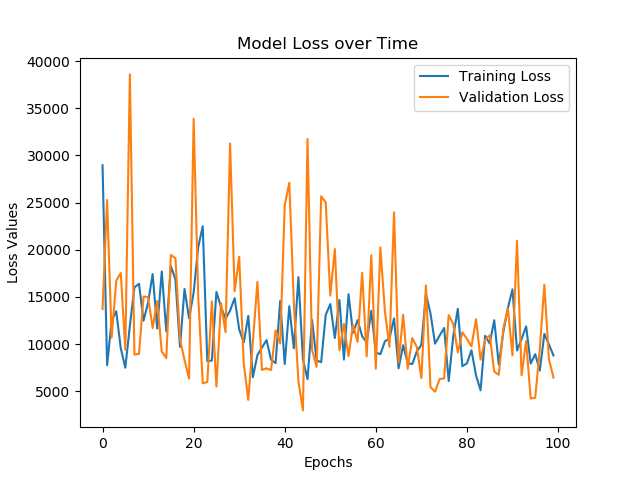 Model Loss over Time
Training Loss
Validation Loss
Loss Values
40000
35000
30000
25000
20000
15000
10000
5000
0 20 40 60 80 100
Epochs